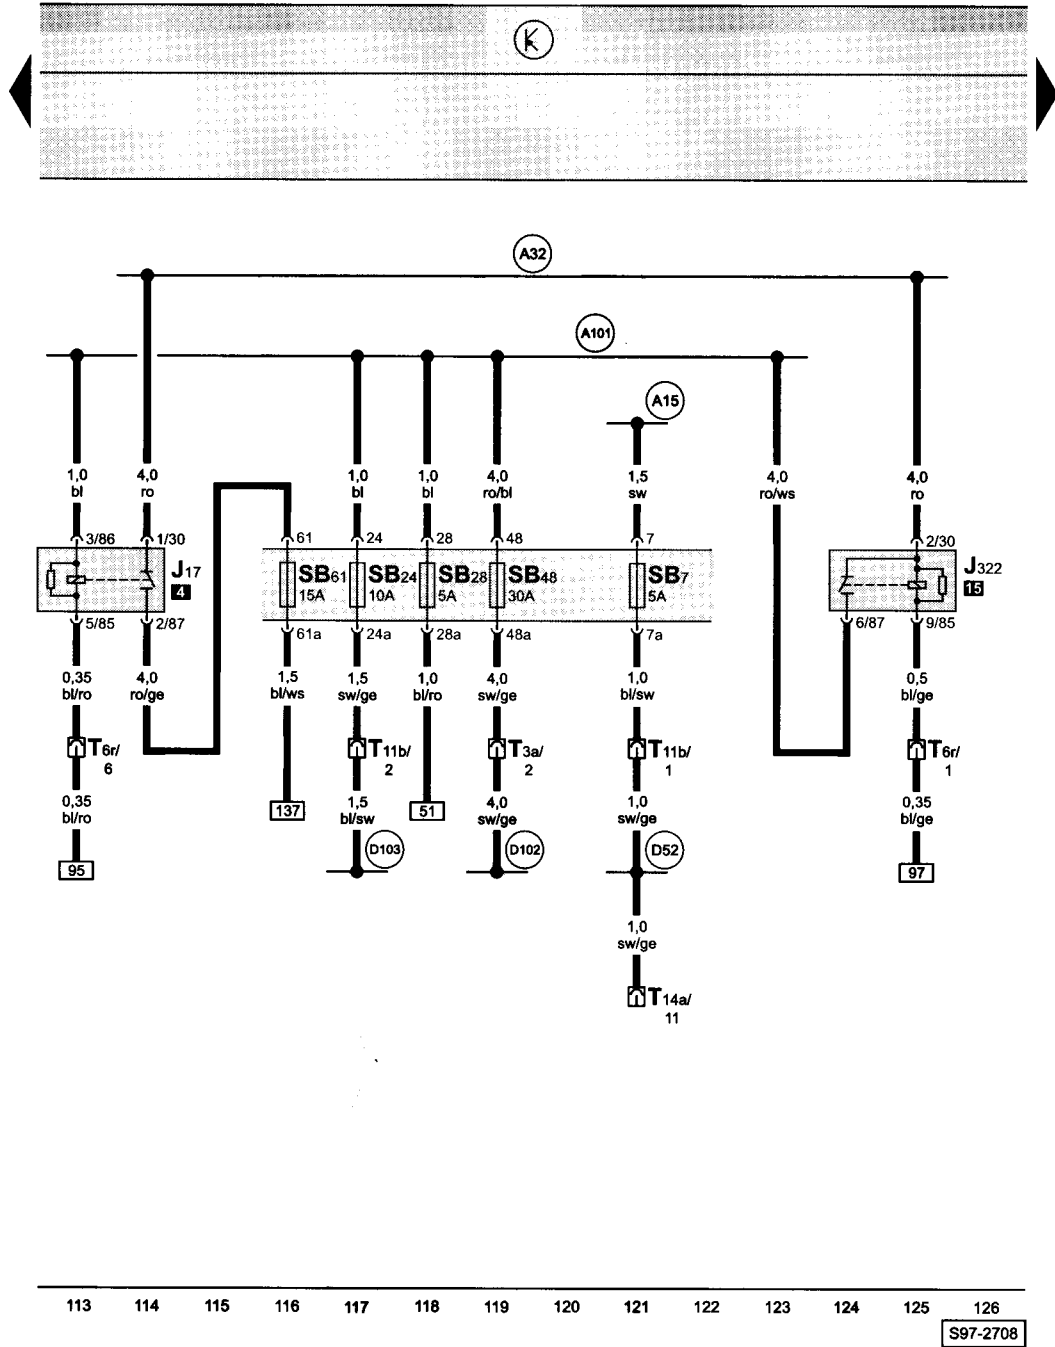 K
A32
A101
A15
1,0 4,0 1,0 1,0 4,0 1,5 4,0 4,0
bl ro bl bl ro/bl sw ro/ws ro
3/86 1/30 61 24 28 48 7 2/30
J17 SB61 SB24 SB28 SB48 SB7 J322
4 15A 10A 5A 30A 5A 15
5/85 2/87 61a 24a 28a 48a 7a 6/87 9/85
0,35 4,0 1,5 1,5 1,0 4,0 1,0 0,5
bl/ro ro/ge bl/ws sw/ge bl/ro sw/ge bl/sw bl/ge
T6r/ T11b/ T3a/ T11b/ T6r/
6 2 2 1 1
0,35 137 1,5 51 4,0 1,0 0,35
bl/ro bl/sw sw/ge sw/ge bl/ge
D103 D102 D52
95 97
1,0
sw/ge
T14a/
11
113 114 115 116 117 118 119 120 121 122 123 124 125 126
S97-2708